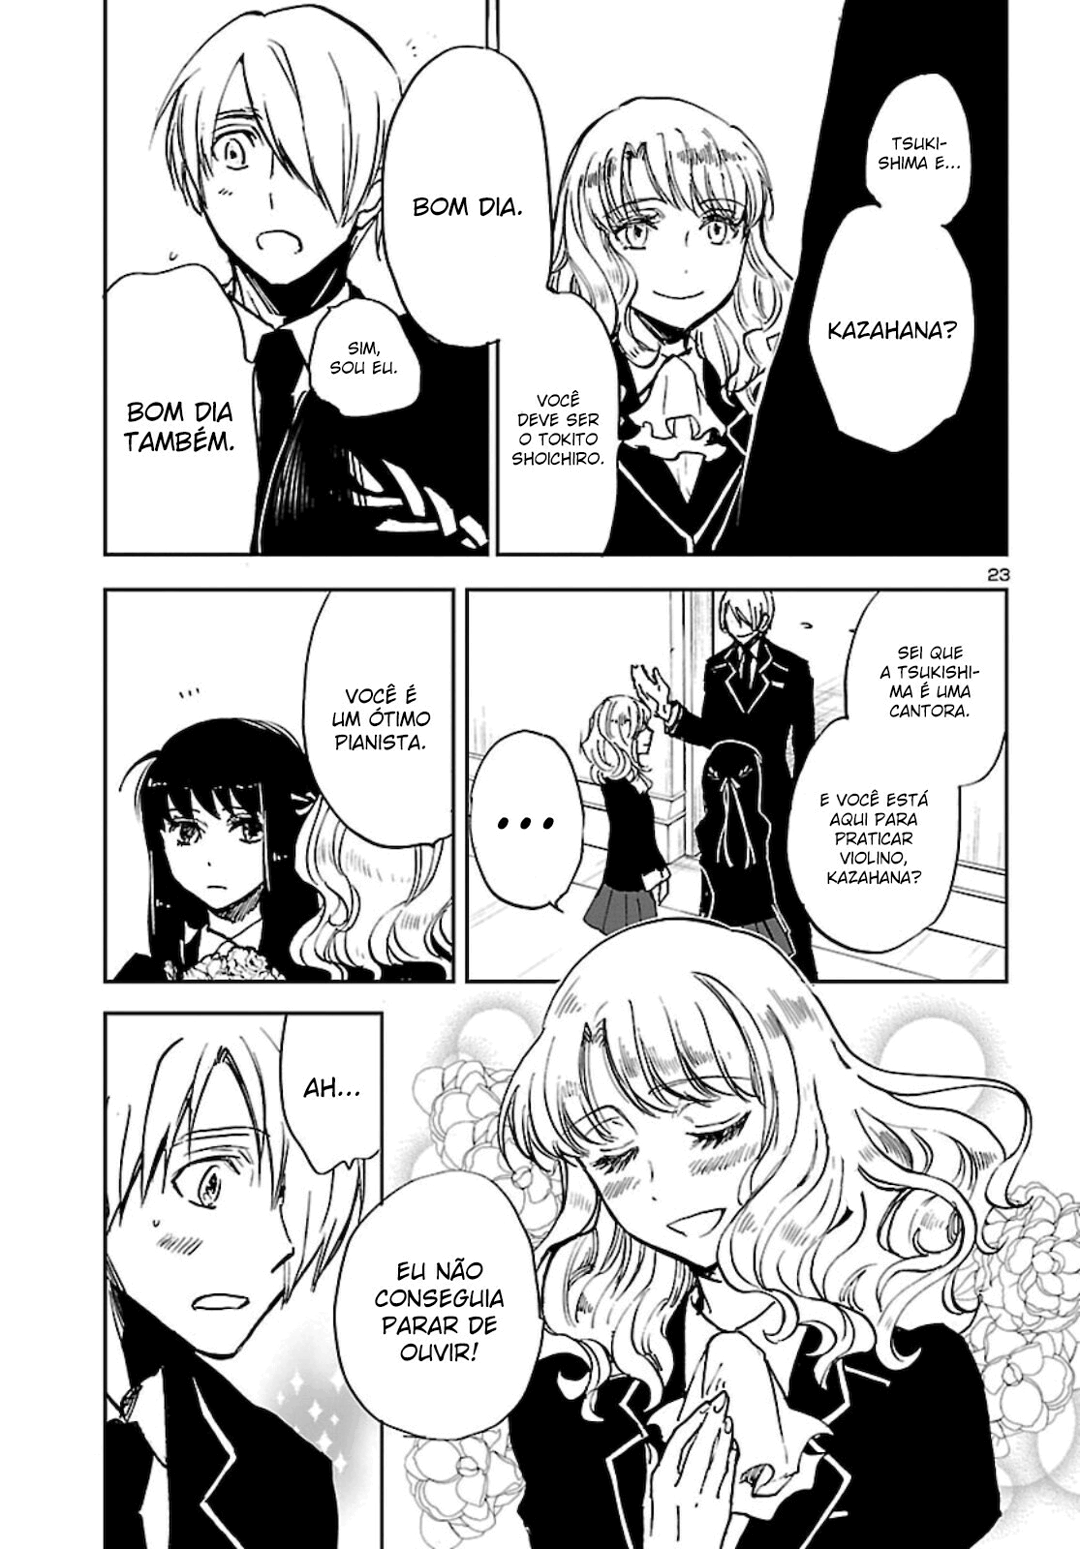 TSUKI-
SHIMA E...
KAZAHANA?
BOM DIA.
VOCÊ
DEVE SER
O TOKITO
SHOICHIRO.
SIM,
SOU EU.
BOM DIA
TAMBÉM.
23
SEI QUE
A TSUKISHI-
MA É UMA
CANTORA.
E VOCÊ ESTÁ
AQUI PARA
PRATICAR
VIOLINO,
KAZAHANA?
...
VOCÊ É
UM ÓTIMO
PIANISTA.
EU NÃO
CONSEGUIA
PARAR DE
OUVIR!
AH...